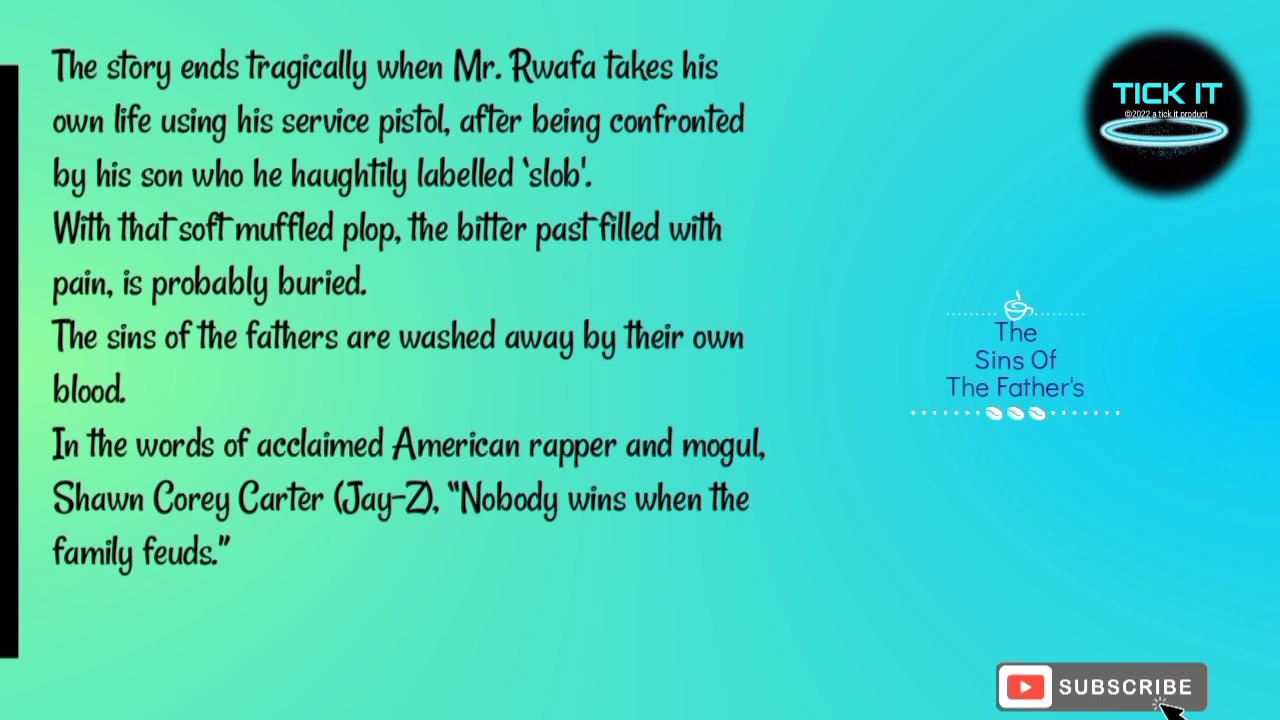 The story ends tragically when Mr. Rwafa takes his
own life using his service pistol, after being confronted
by his son who he haughtily labelled ‘slob'.
With that soft muffled plop, the bitter past filled with
pain, is probably buried.
The sins of the fathers are washed away by their own
blood.
In the words of acclaimed American rapper and mogul,
Shawn Corey Carter (Jay-Z), “Nobody wins when the
family feuds.”
TICK IT
©2022 a tick it product
The
Sins Of
The Father's
SUBSCRIBE